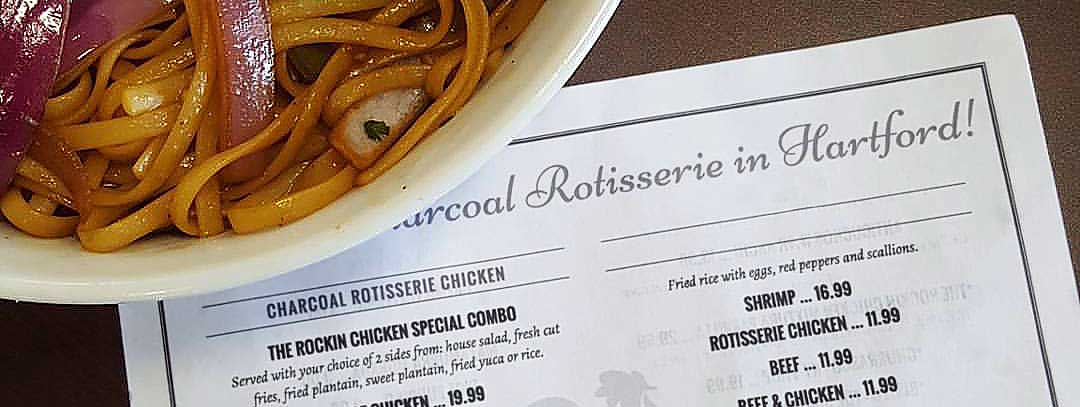 Rotisserie in Hartford!
CHARCOAL ROTISSERIE CHICKEN
THE ROCKIN CHICKEN SPECIAL COMBO
Served with your choice of 2 sides from: house salad, fresh cut
fries, fried plantain, sweet plantain, fried yuca or rice.
CHICKEN ... 19.99
Fried rice with eggs, red peppers and scallions.
SHRIMP ... 16.99
ROTISSERIE CHICKEN ... 11.99
BEEF ... 11.99
BEEF & CHICKEN ... 11.99